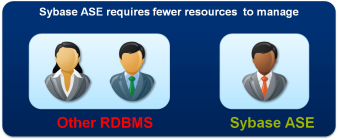 Sybase ASE requires fewer resources to manage
Other RDBMS
Sybase ASE